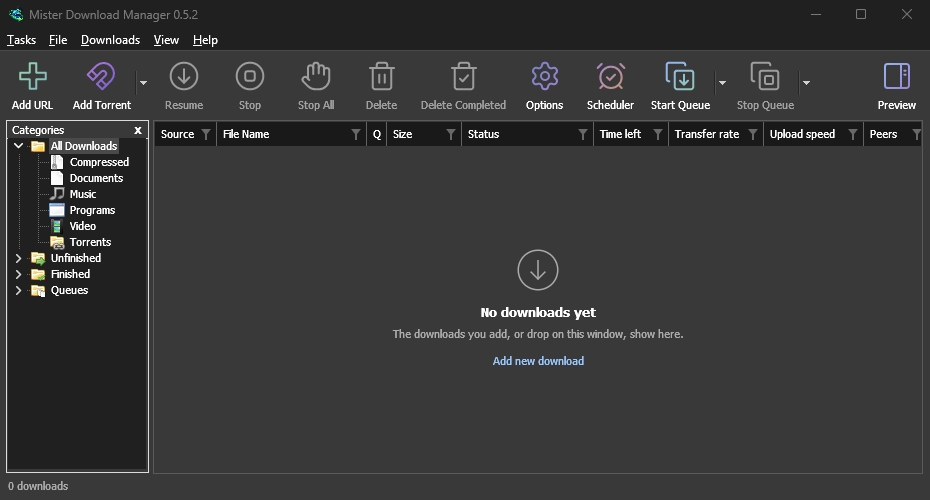 Mister Download Manager 0.5.2
Tasks File Downloads View Help
Add URL Add Torrent Resume Stop Stop All Delete Delete Completed Options Scheduler Start Queue Stop Queue Preview
Categories x
Source File Name Q Size Status Time left Transfer rate Upload speed Peers
All Downloads
Compressed
Documents
Music
Programs
Video
Torrents
Unfinished
Finished
Queues
No downloads yet
The downloads you add, or drop on this window, show here.
Add new download
0 downloads